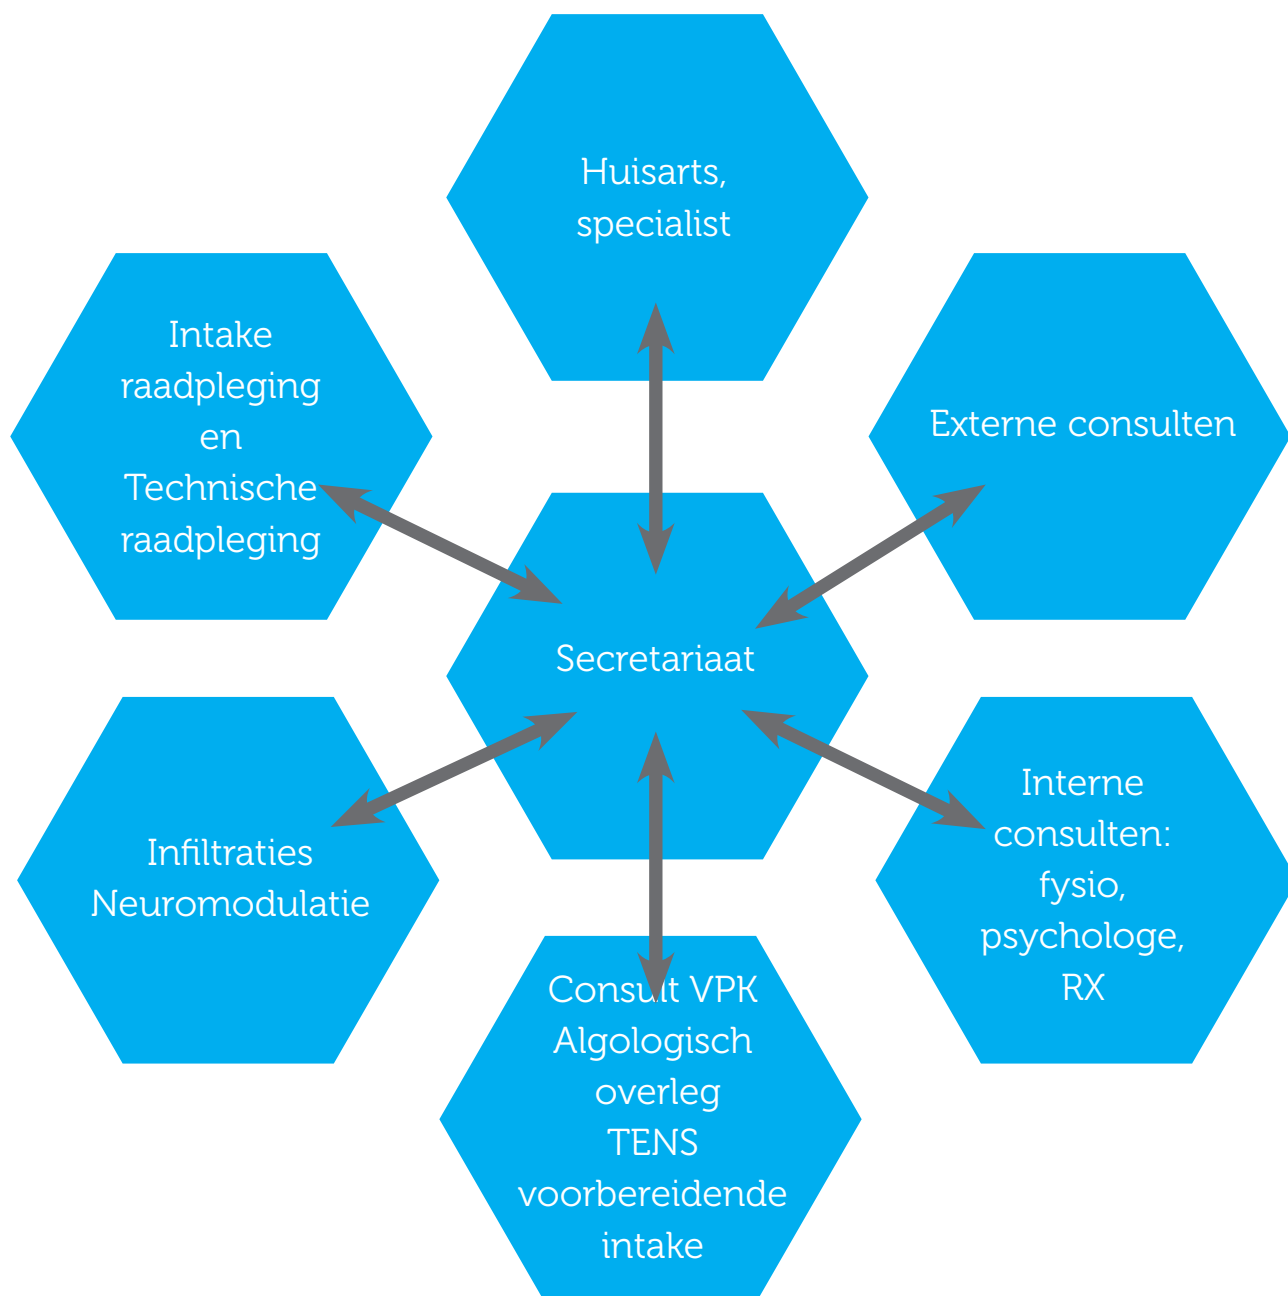 Huisarts,
specialist
Intake
raadpleging
en
Technische
raadpleging
Externe consulten
Secretariaat
Infiltraties
Neuromodulatie
Interne
consulten:
fysio,
psychologe,
RX
Consult VPK
Algologisch
overleg
TENS
voorbereidende
intake